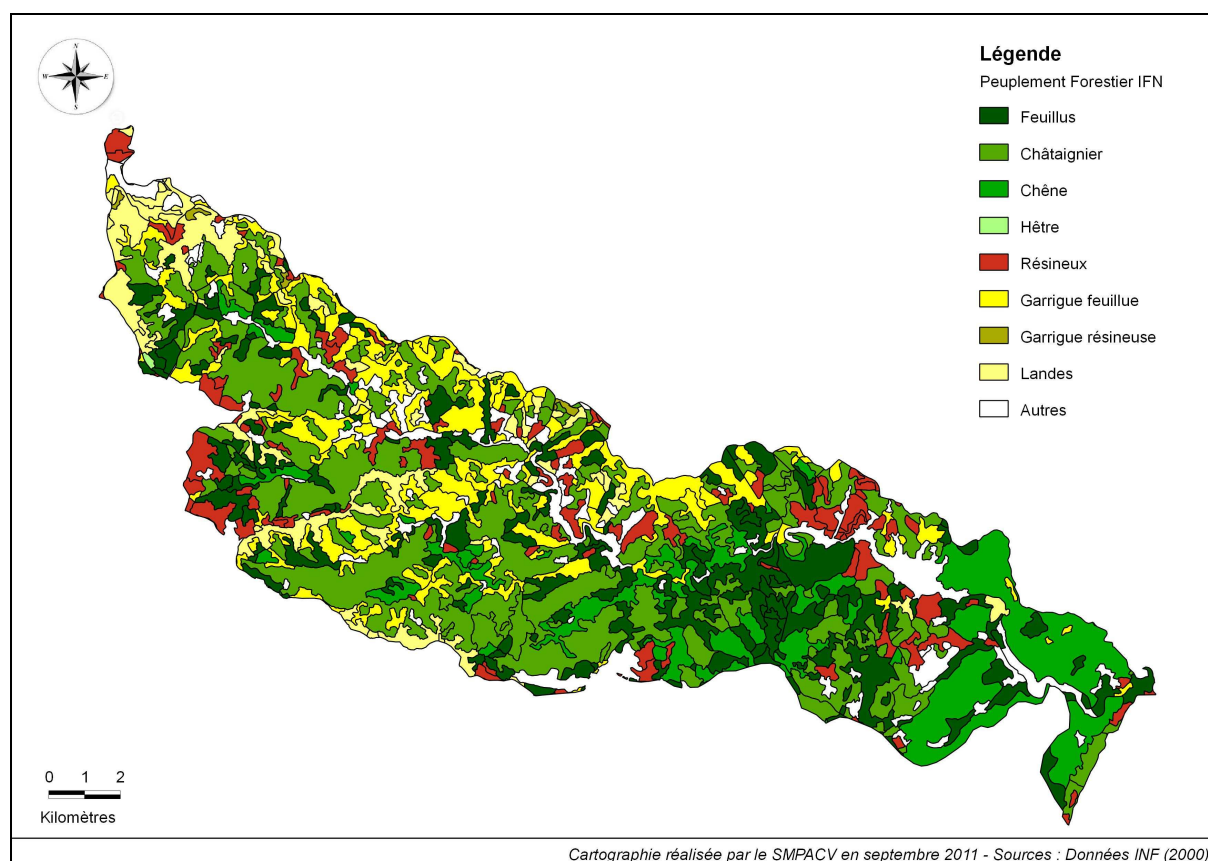 N
W
E
S
Légende
Peuplement Forestier IFN
Feuillus
Châtaignier
Chêne
Hêtre
Résineux
Garrigue feuillue
Garrigue résineuse
Landes
Autres
0 1 2
Kilomètres
Cartographie réalisée par le SMPACV en septembre 2011 - Sources : Données INF (2000)